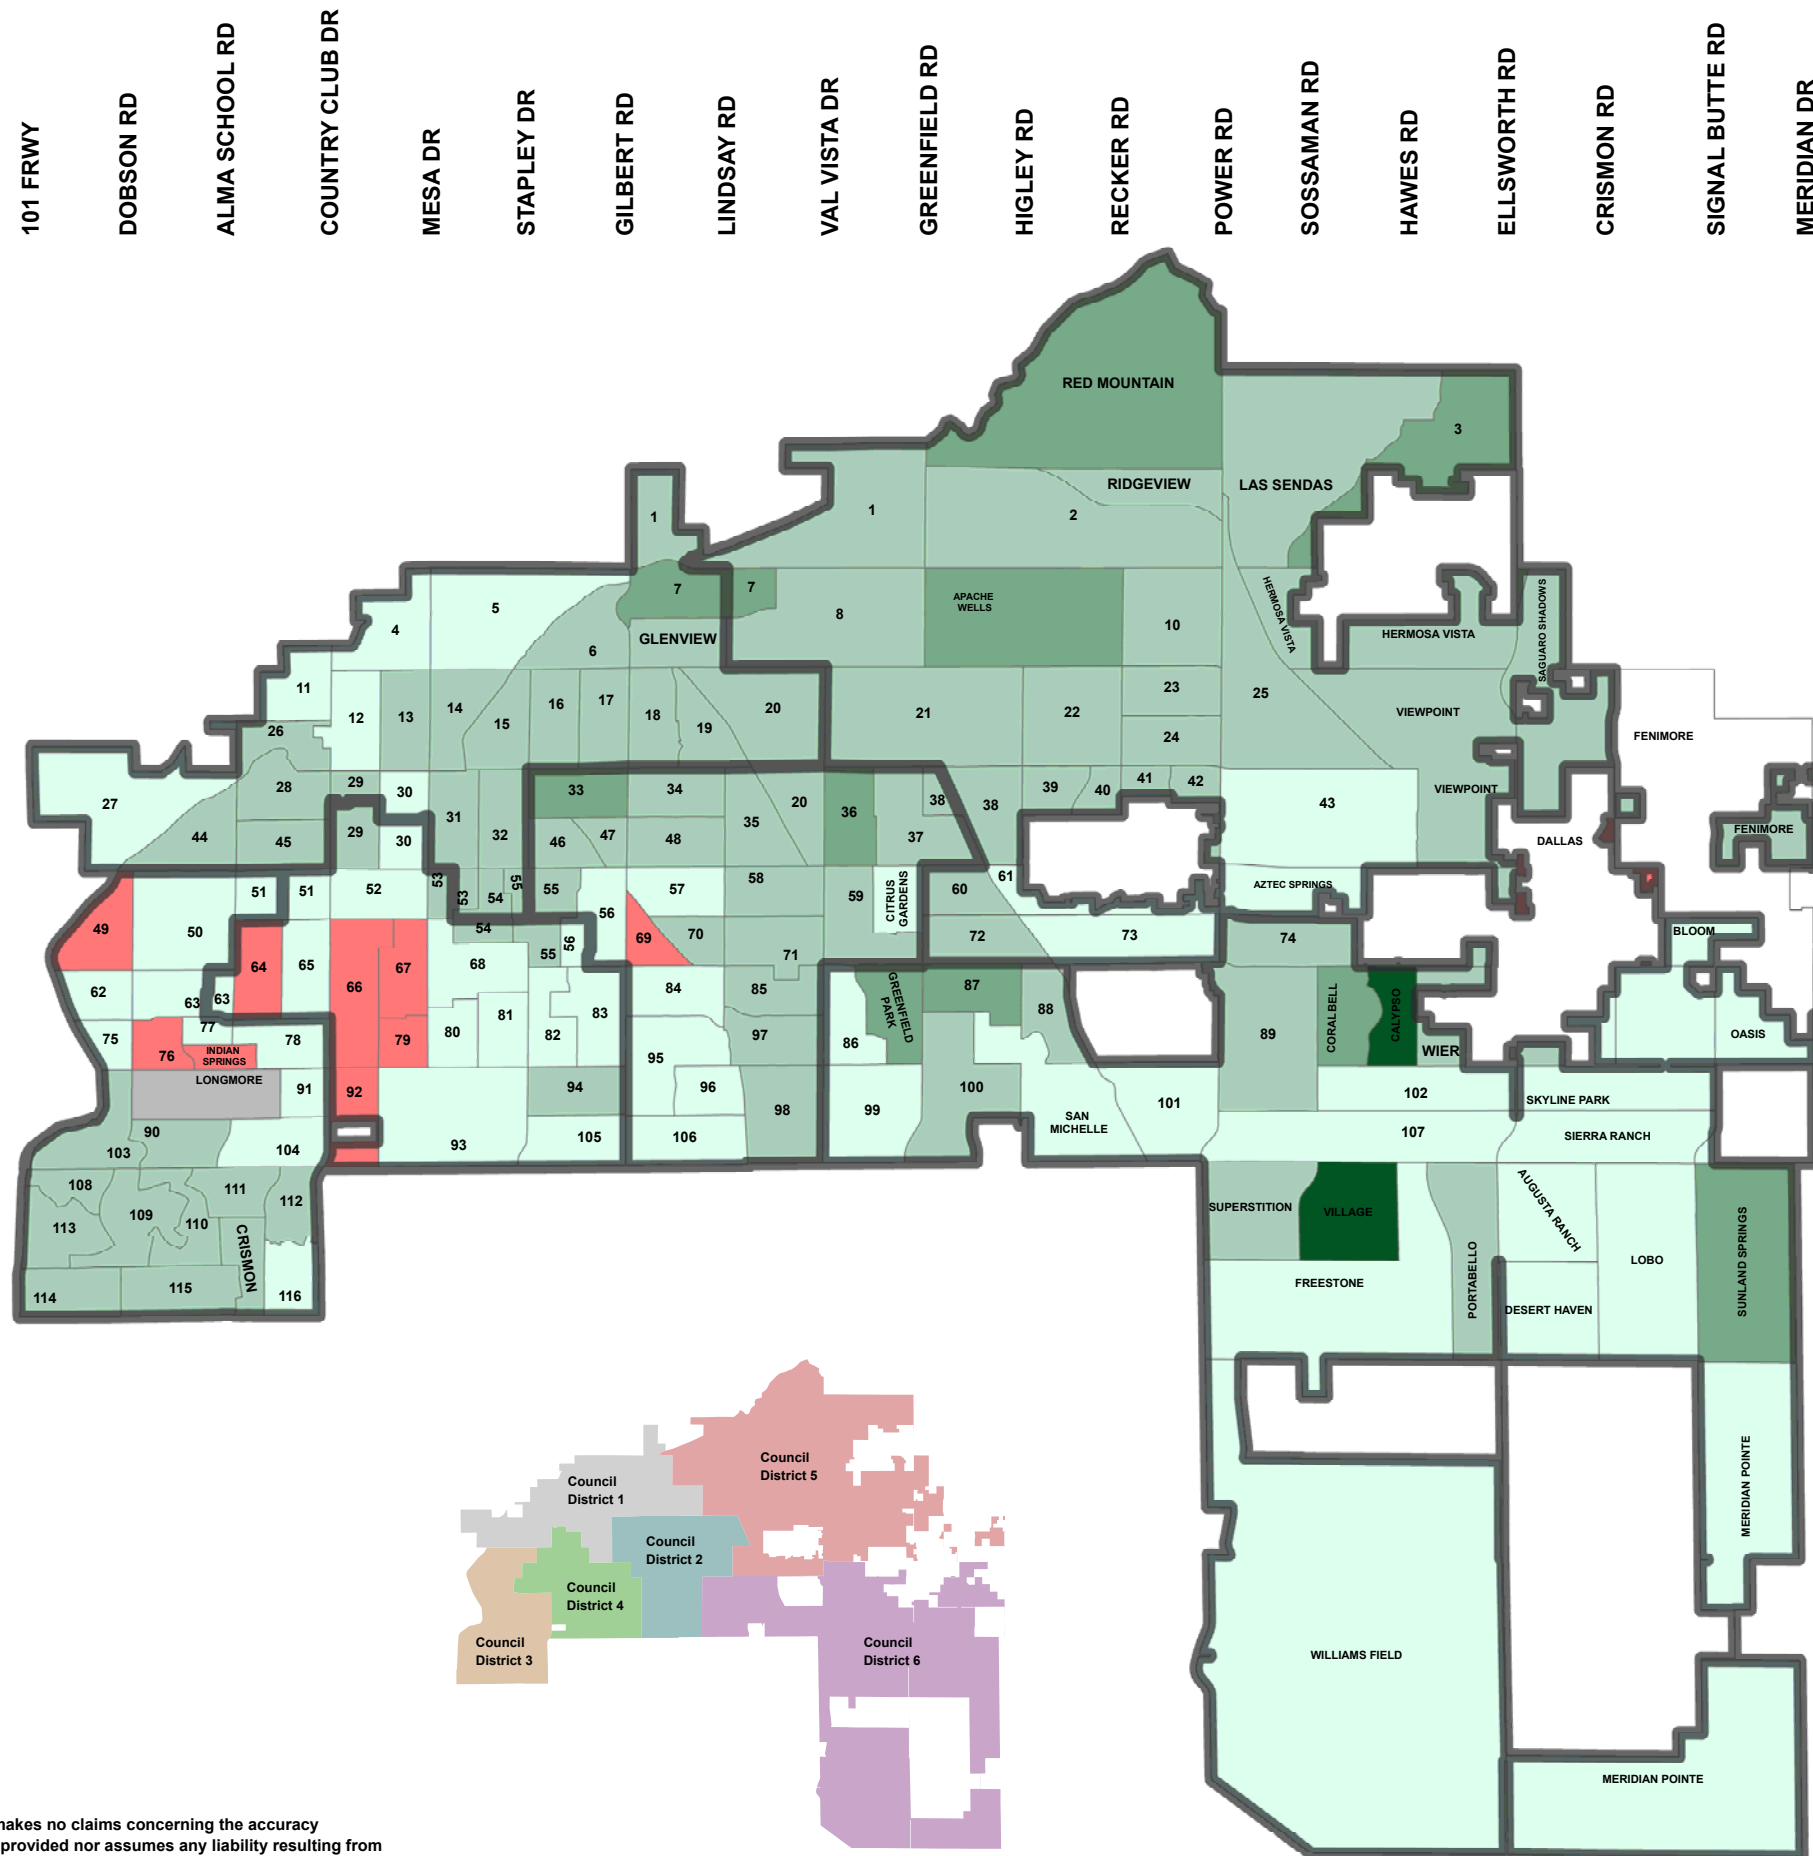 101 FRWY
DOBSON RD
ALMA SCHOOL RD
COUNTRY CLUB DR
MESA DR
STAPLEY DR
GILBERT RD
LINDSAY RD
VAL VISTA DR
GREENFIELD RD
HIGLEY RD
RECKER RD
POWER RD
SOSSAMAN RD
HAWES RD
ELLSWORTH RD
CRISMON RD
SIGNAL BUTTE RD
MERIDIAN DR
RED MOUNTAIN
3
RIDGEVIEW
LAS SENDAS
1
1
2
7
7
APACHE
WELLS
8
10
HERMOSA VISTA
HERMOSA VISTA
SAGUARO SHADOWS
5
4
6
GLENVIEW
11
12
13
14
15
16
17
18
19
20
21
22
23
24
25
VIEWPOINT
FENIMORE
26
27
28
29
30
31
32
33
34
35
20
36
38
37
38
39
40
41
42
43
VIEWPOINT
DALLAS
FENIMORE
44
45
29
30
46
47
48
49
50
51
51
52
53
53
54
55
55
56
57
58
59
CITRUS
GARDENS
60
61
AZTEC SPRINGS
54
55
56
69
70
71
72
73
74
BLOOM
64
65
66
67
68
62
63
63
84
85
GREENFIELD
PARK
87
88
89
CORALBELL
CALYPSO
WIER
OASIS
75
76
77
INDIAN
SPRINGS
78
79
80
81
82
83
95
97
86
LONGMORE
91
92
94
96
98
99
100
SAN
MICHELLE
101
102
SKYLINE PARK
90
103
104
93
105
106
107
SIERRA RANCH
108
109
110
111
112
113
CRISMON
114
115
116
SUPERSTITION
VILLAGE
PORTABELLO
AUGUSTA RANCH
LOBO
SUNLAND SPRINGS
FREESTONE
DESERT HAVEN
MERIDIAN POINTE
WILLIAMS FIELD
MERIDIAN POINTE
Council
District 5
Council
District 1
Council
District 2
Council
District 4
Council
District 3
Council
District 6
makes no claims concerning the accuracy
provided nor assumes any liability resulting from